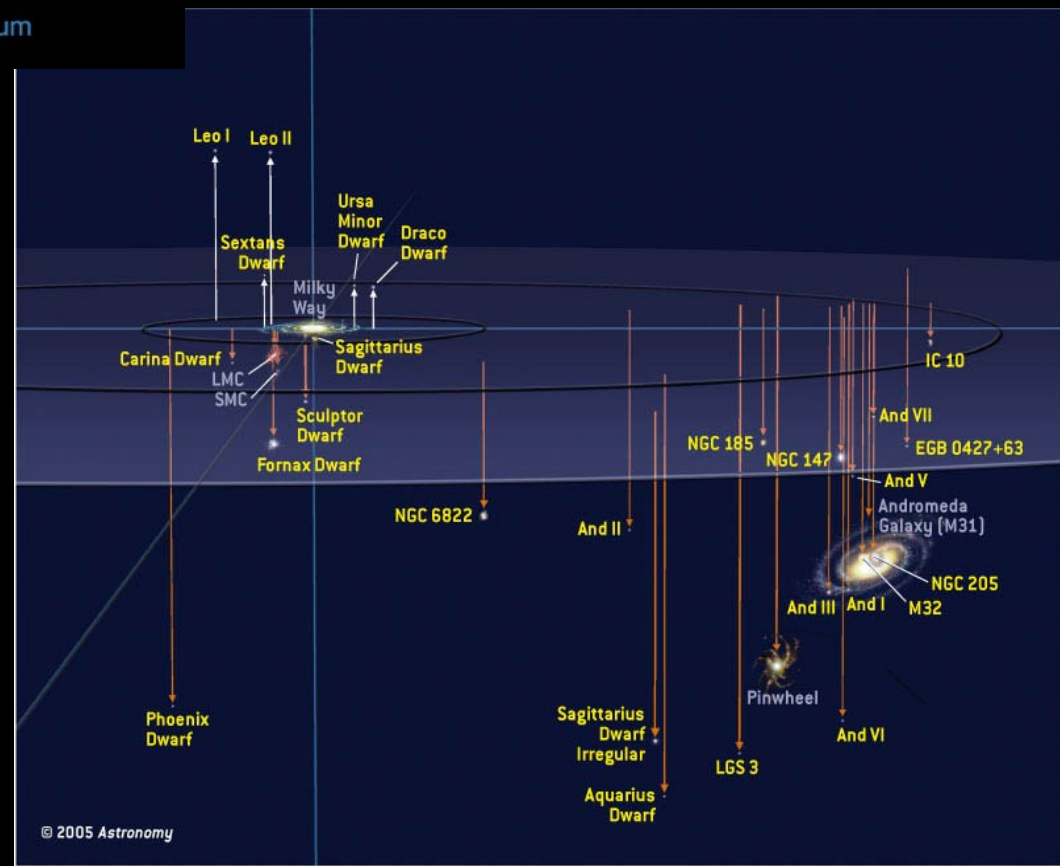 Leo I
Leo II
Ursa
Minor
Dwarf
Draco
Dwarf
Sextans
Dwarf
Milky
Way
Carina Dwarf
LMC
SMC
Sagittarius
Dwarf
Sculptor
Dwarf
Fornax Dwarf
IC 10
And VII
NGC 185
NGC 147
EGB 0427+63
And V
Andromeda
Galaxy (M31)
NGC 6822
And II
NGC 205
And III
And I
M32
Pinwheel
Phoenix
Dwarf
Sagittarius
Dwarf
Irregular
LGS 3
And VI
Aquarius
Dwarf
© 2005 Astronomy